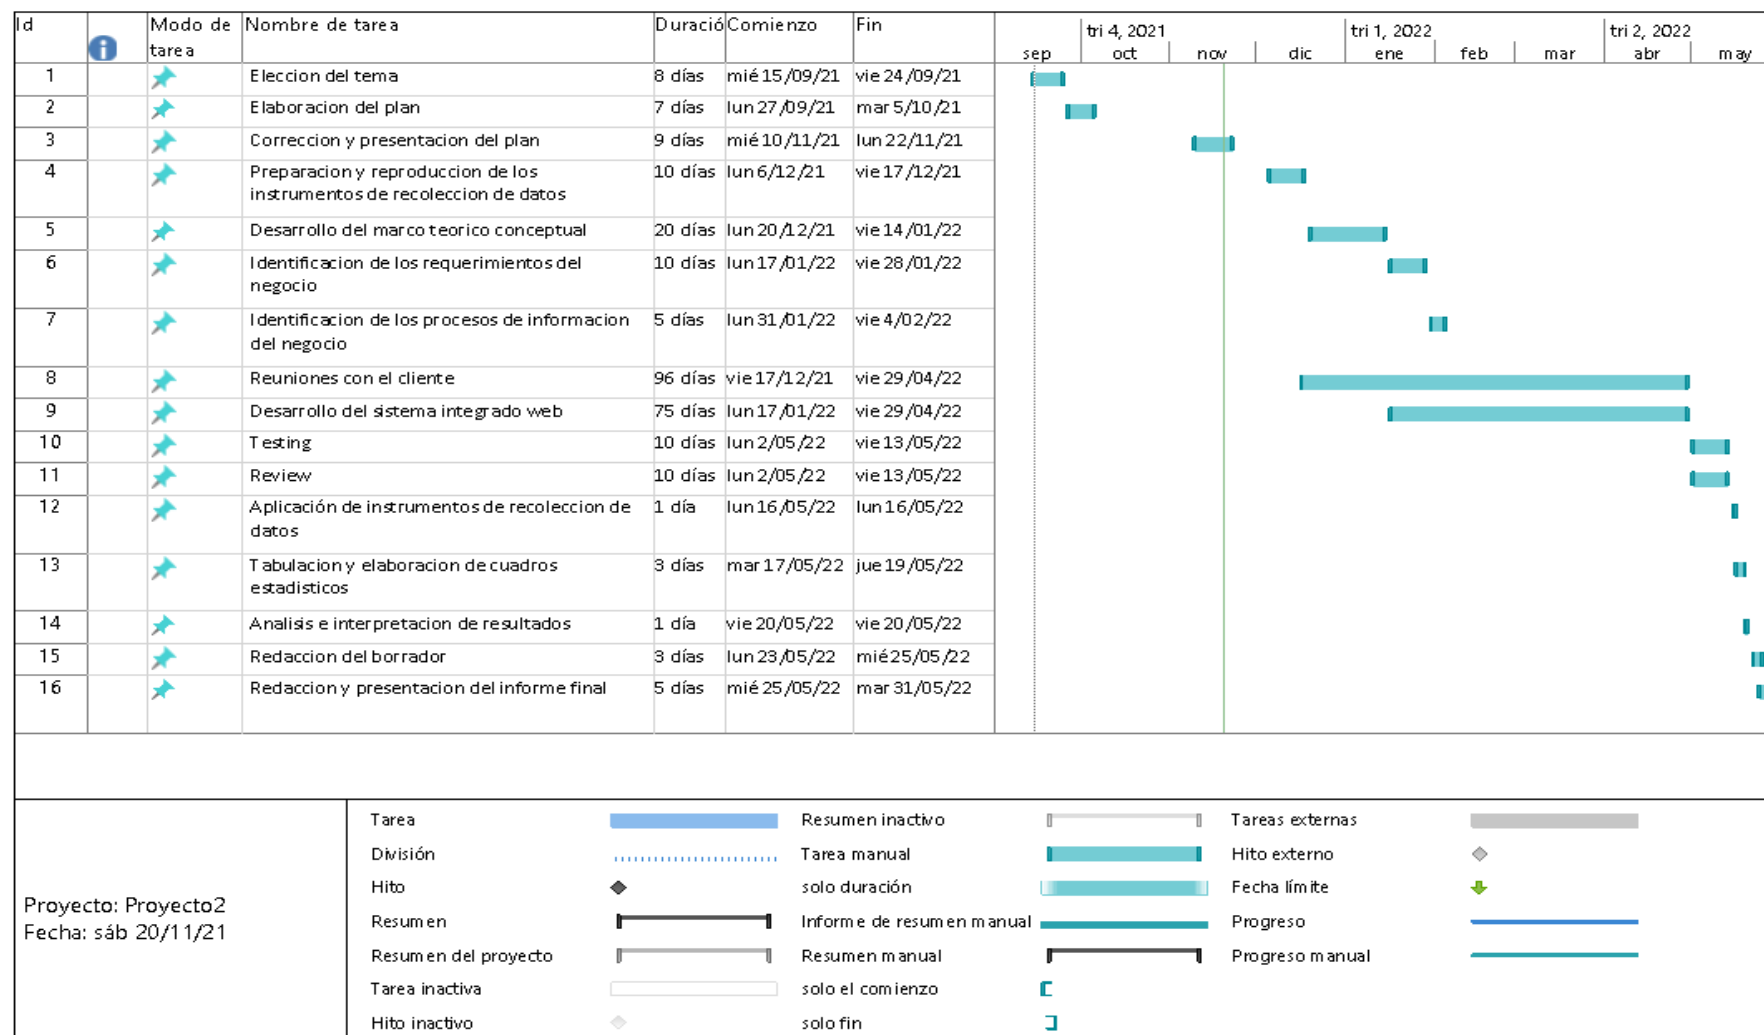 Id
Modo de tarea
Nombre de tarea
Duració
Comienzo
Fin
tri 4, 2021
tri 1, 2022
tri 2, 2022
sep oct nov dic ene feb mar abr may
1 Eleccion del tema 8 días mié 15/09/21 vie 24/09/21
2 Elaboracion del plan 7 días lun 27/09/21 mar 5/10/21
3 Correccion y presentacion del plan 9 días mié 10/11/21 lun 22/11/21
4 Preparacion y reproduccion de los 10 días lun 6/12/21 vie 17/12/21
instrumentos de recoleccion de datos
5 Desarrollo del marco teorico conceptual 20 días lun 20/12/21 vie 14/01/22
6 Identificacion de los requerimientos del 10 días lun 17/01/22 vie 28/01/22
negocio
7 Identificacion de los procesos de informacion 5 días lun 31/01/22 vie 4/02/22
del negocio
8 Reuniones con el cliente 96 días vie 17/12/21 vie 29/04/22
9 Desarrollo del sistema integrado web 75 días lun 17/01/22 vie 29/04/22
10 Testing 10 días lun 2/05/22 vie 13/05/22
11 Review 10 días lun 2/05/22 vie 13/05/22
12 Aplicación de instrumentos de recoleccion de 1 día lun 16/05/22 lun 16/05/22
datos
13 Tabulacion y elaboracion de cuadros 3 días mar 17/05/22 jue 19/05/22
estadisticos
14 Analisis e interpretacion de resultados 1 día vie 20/05/22 vie 20/05/22
15 Redaccion del borrador 3 días lun 23/05/22 mié 25/05/22
16 Redaccion y presentacion del informe final 5 días mié 25/05/22 mar 31/05/22
Proyecto: Proyecto2
Fecha: sáb 20/11/21
Tarea
División
Hito
Resumen
Resumen del proyecto
Tarea inactiva
Hito inactivo
Resumen inactivo
Tarea manual
solo duración
Informe de resumen manual
Resumen manual
solo el comienzo
solo fin
Tareas externas
Hito externo
Fecha límite
Progreso
Progreso manual